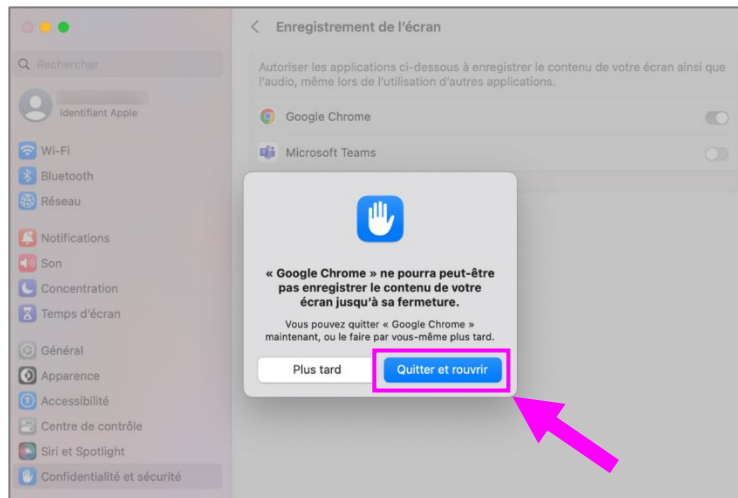 Enregistrement de l'écran
Rechercher
Autoriser les applications ci-dessous à enregistrer le contenu de votre écran ainsi que
l'audio, même lors de l'utilisation d'autres applications.
identifiant Apple
Google Chrome
Microsoft Teams
Wi-Fi
Bluetooth
Réseau
Notifications
Son
Concentration
Temps d'écran
Général
Apparence
Accessibilité
Centre de contrôle
Siri et Spotlight
Confidentialité et sécurité
« Google Chrome » ne pourra peut-être
pas enregistrer le contenu de votre
écran jusqu'à sa fermeture.
Vous pouvez quitter « Google Chrome »
maintenant, ou le faire par vous-même plus tard.
Plus tard
Quitter et rouvrir